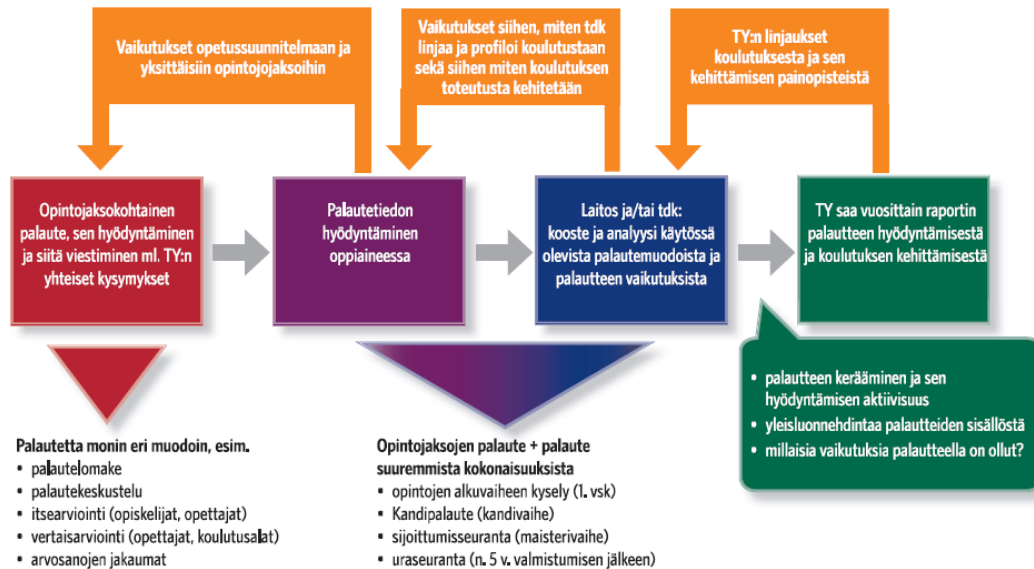 Vaikutukset opetussuunnitelmaan ja
yksittäisiin opintojojaksoihin
Vaikutukset siihen, miten tdk
linjaa ja profiloi koulutustaan
sekä siihen miten koulutuksen
toteutusta kehitetään
TY:n linjaukset
koulutuksesta ja sen
kehittämisen painopisteistä
Opintojaksokohtainen
palaute, sen hyödyntäminen
ja siitä viestiminen ml. TY:n
yhteiset kysymykset
Palautetiedon
hyödyntäminen
oppiaineessa
Laitos ja/tai tdk:
kooste ja analyysi käytössä
olevista palautemuodoista ja
palautteen vaikutuksista
TY saa vuosittain raportin
palautteen hyödyntämisestä
ja koulutuksen kehittämisestä
Palautetta monin eri muodoin, esim.
• palautelomake
• palautekeskustelu
• itsearviointi (opiskelijat, opettajat)
• vertaisarviointi (opettajat, koulutusalat)
• arvosanojen jakaumat
Opintojaksojen palaute + palaute
suuremmista kokonaisuuksista
• opintojen alkuvaiheen kysely (1. vsk)
• Kandipalaute (kandivaihe)
• sijoittumisseuranta (maisterivaihe)
• uraseuranta (n. 5 v. valmistumisen jälkeen)
• palautteen kerääminen ja sen
hyödyntämisen aktiivisuus
• yleisluonnehdintaa palautteiden sisällöstä
• millaisia vaikutuksia palautteella on ollut?